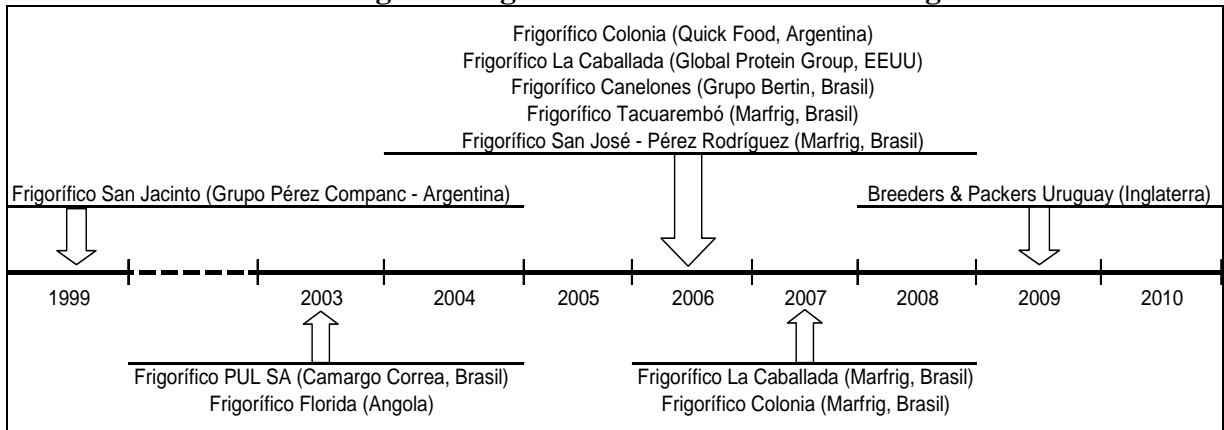 Frigorífico Colonia (Quick Food, Argentina)
Frigorífico La Caballada (Global Protein Group, EEUU)
Frigorífico Canelones (Grupo Bertin, Brasil)
Frigorífico Tacuarembó (Marfrig, Brasil)
Frigorífico San José - Pérez Rodríguez (Marfrig, Brasil)
Frigorífico San Jacinto (Grupo Pérez Companc - Argentina)
Breeders & Packers Uruguay (Inglaterra)
1999 2003 2004 2005 2006 2007 2008 2009 2010
Frigorífico PUL SA (Camargo Correa, Brasil)
Frigorífico Florida (Angola)
Frigorífico La Caballada (Marfrig, Brasil)
Frigorífico Colonia (Marfrig, Brasil)